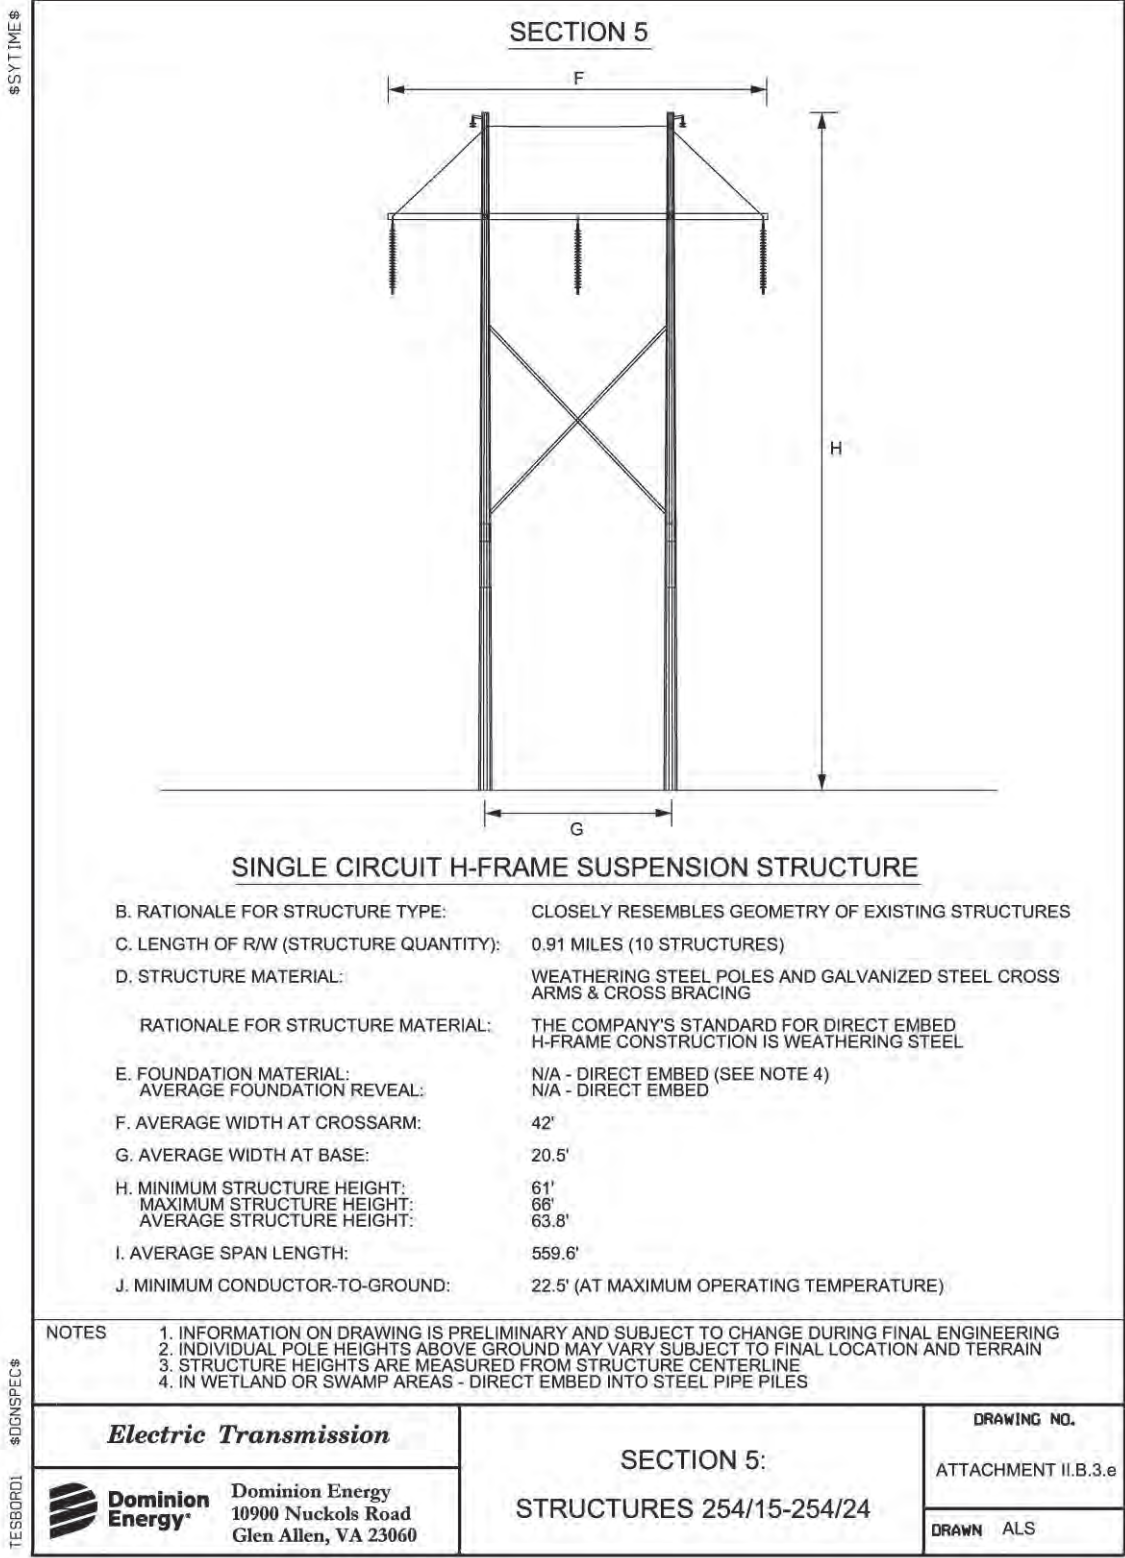 $SYTIME$
SECTION 5
F
H
G
SINGLE CIRCUIT H-FRAME SUSPENSION STRUCTURE
B. RATIONALE FOR STRUCTURE TYPE: CLOSELY RESEMBLES GEOMETRY OF EXISTING STRUCTURES
C. LENGTH OF R/W (STRUCTURE QUANTITY): 0.91 MILES (10 STRUCTURES)
D. STRUCTURE MATERIAL: WEATHERING STEEL POLES AND GALVANIZED STEEL CROSS
ARMS & CROSS BRACING
RATIONALE FOR STRUCTURE MATERIAL: THE COMPANY'S STANDARD FOR DIRECT EMBED
H-FRAME CONSTRUCTION IS WEATHERING STEEL
E. FOUNDATION MATERIAL: N/A - DIRECT EMBED (SEE NOTE 4)
AVERAGE FOUNDATION REVEAL: N/A - DIRECT EMBED
F. AVERAGE WIDTH AT CROSSARM: 42'
G. AVERAGE WIDTH AT BASE: 20.5'
H. MINIMUM STRUCTURE HEIGHT: 61'
MAXIMUM STRUCTURE HEIGHT: 66'
AVERAGE STRUCTURE HEIGHT: 63.8'
I. AVERAGE SPAN LENGTH: 559.6'
J. MINIMUM CONDUCTOR-TO-GROUND: 22.5' (AT MAXIMUM OPERATING TEMPERATURE)
NOTES 1. INFORMATION ON DRAWING IS PRELIMINARY AND SUBJECT TO CHANGE DURING FINAL ENGINEERING
2. INDIVIDUAL POLE HEIGHTS ABOVE GROUND MAY VARY SUBJECT TO FINAL LOCATION AND TERRAIN
3. STRUCTURE HEIGHTS ARE MEASURED FROM STRUCTURE CENTERLINE
4. IN WETLAND OR SWAMP AREAS - DIRECT EMBED INTO STEEL PIPE PILES
TESBORD1 $DGNSPEC$
Electric Transmission
Dominion
Energy®
Dominion Energy
10900 Nuckols Road
Glen Allen, VA 23060
SECTION 5:
STRUCTURES 254/15-254/24
DRAWING NO.
ATTACHMENT II.B.3.e
DRAWN ALS